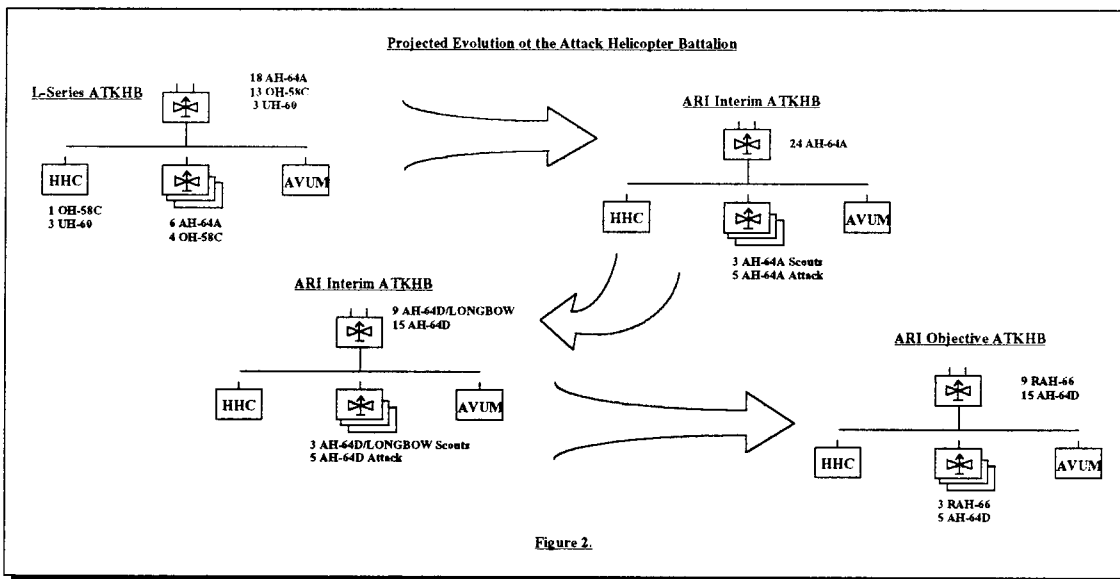 Projected Evolution of the Attack Helicopter Battalion
L-Series ATKHB
18 AH-64A
13 OH-58C
3 UH-60
HHC
AVUM
1 OH-58C
3 UH-60
6 AH-64A
4 OH-58C
ARI Interim ATKHB
24 AH-64A
HHC
AVUM
3 AH-64A Scouts
5 AH-64A Attack
ARI Interim ATKHB
9 AH-64D/LONGBOW
15 AH-64D
HHC
AVUM
3 AH-64D/LONGBOW Scouts
5 AH-64D Attack
ARI Objective ATKHB
9 RAH-66
15 AH-64D
HHC
AVUM
3 RAH-66
5 AH-64D
Figure 2.